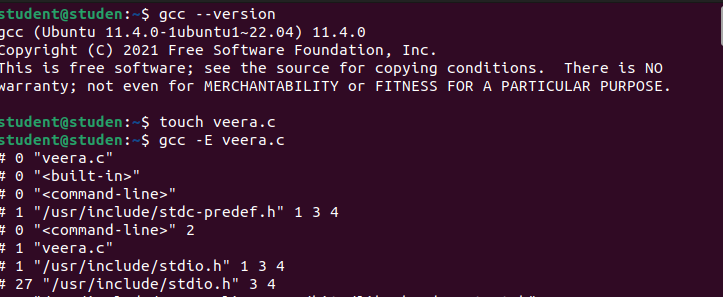 student@studen:~$ gcc --version
gcc (Ubuntu 11.4.0-1ubuntu1~22.04) 11.4.0
Copyright (C) 2021 Free Software Foundation, Inc.
This is free software; see the source for copying conditions.  There is NO
warranty; not even for MERCHANTABILITY or FITNESS FOR A PARTICULAR PURPOSE.

student@studen:~$ touch veera.c
student@studen:~$ gcc -E veera.c
# 0 "veera.c"
# 0 "<built-in>"
# 0 "<command-line>"
# 1 "/usr/include/stdc-predef.h" 1 3 4
# 0 "<command-line>" 2
# 1 "veera.c"
# 1 "/usr/include/stdio.h" 1 3 4
# 27 "/usr/include/stdio.h" 3 4